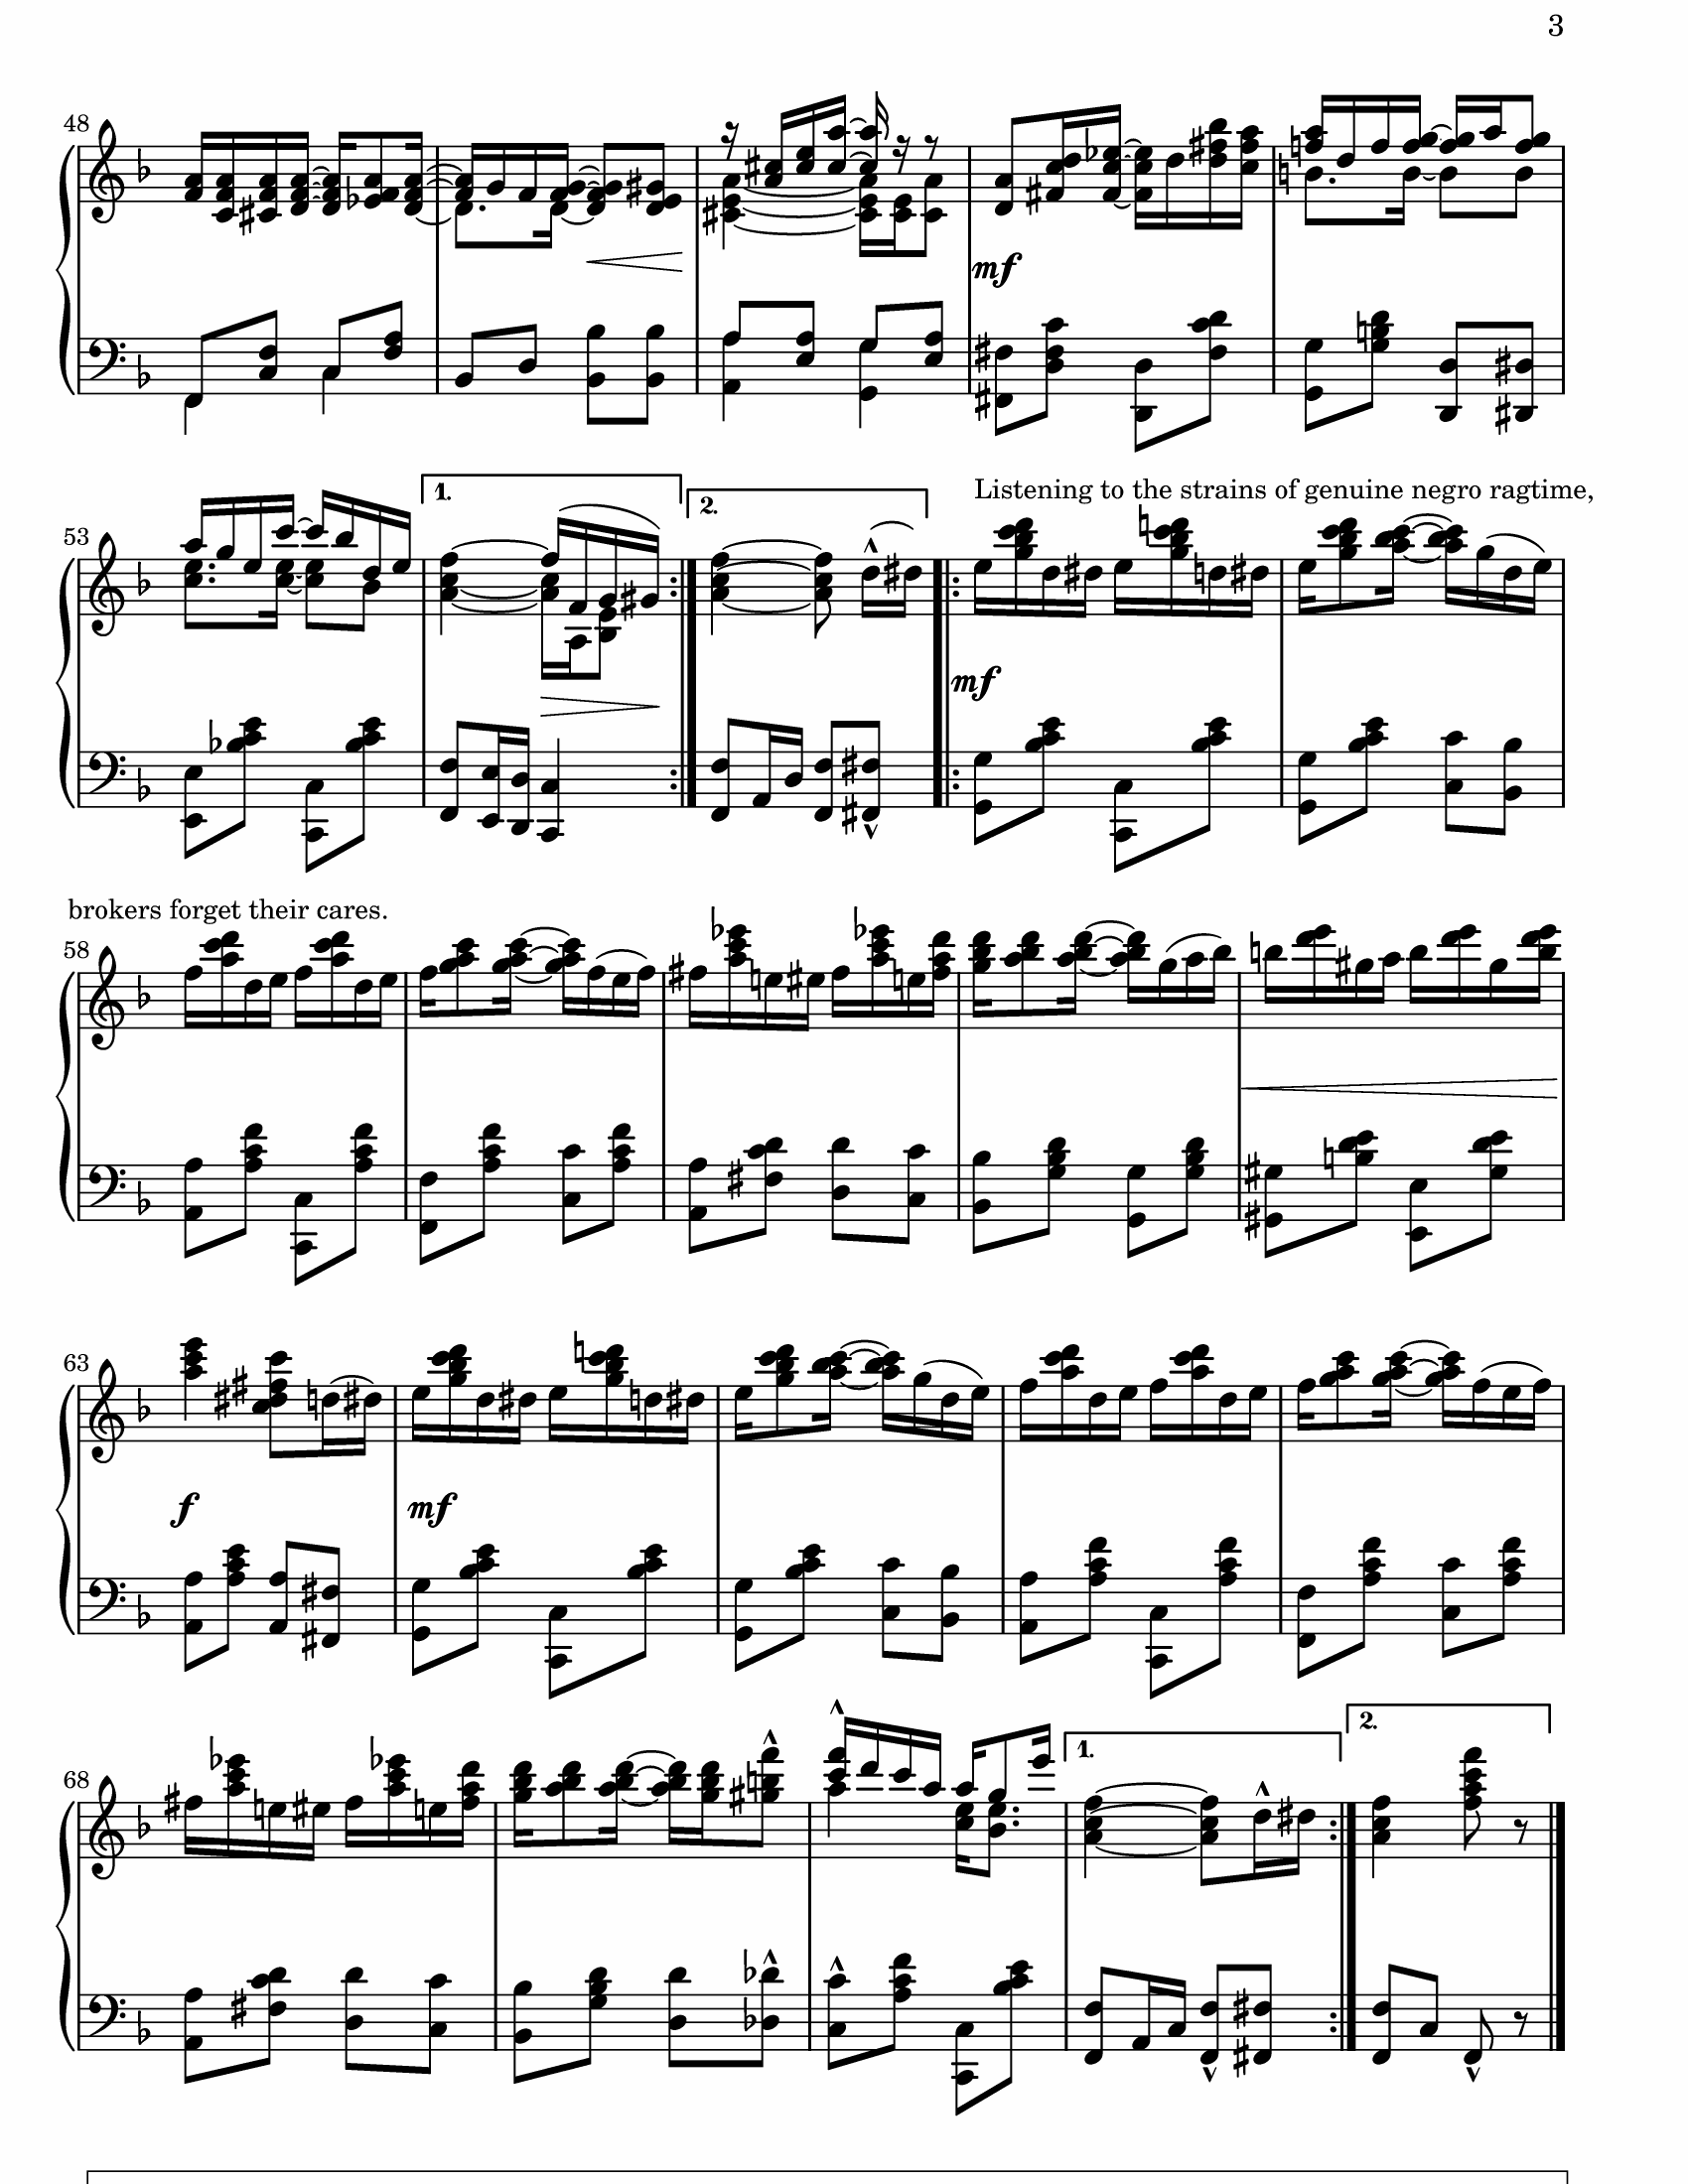 3
48
mf
53
1.
2.
Listening to the strains of genuine negro ragtime,
mf
brokers forget their cares.
58
63
f
mf
68
1.
2.